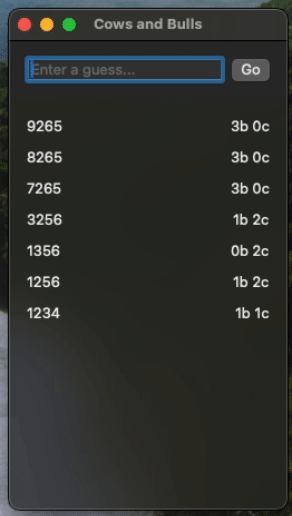 Cows and Bulls
Enter a guess... Go
9265 3b 0c
8265 3b 0c
7265 3b 0c
3256 1b 2c
1356 0b 2c
1256 1b 2c
1234 1b 1c